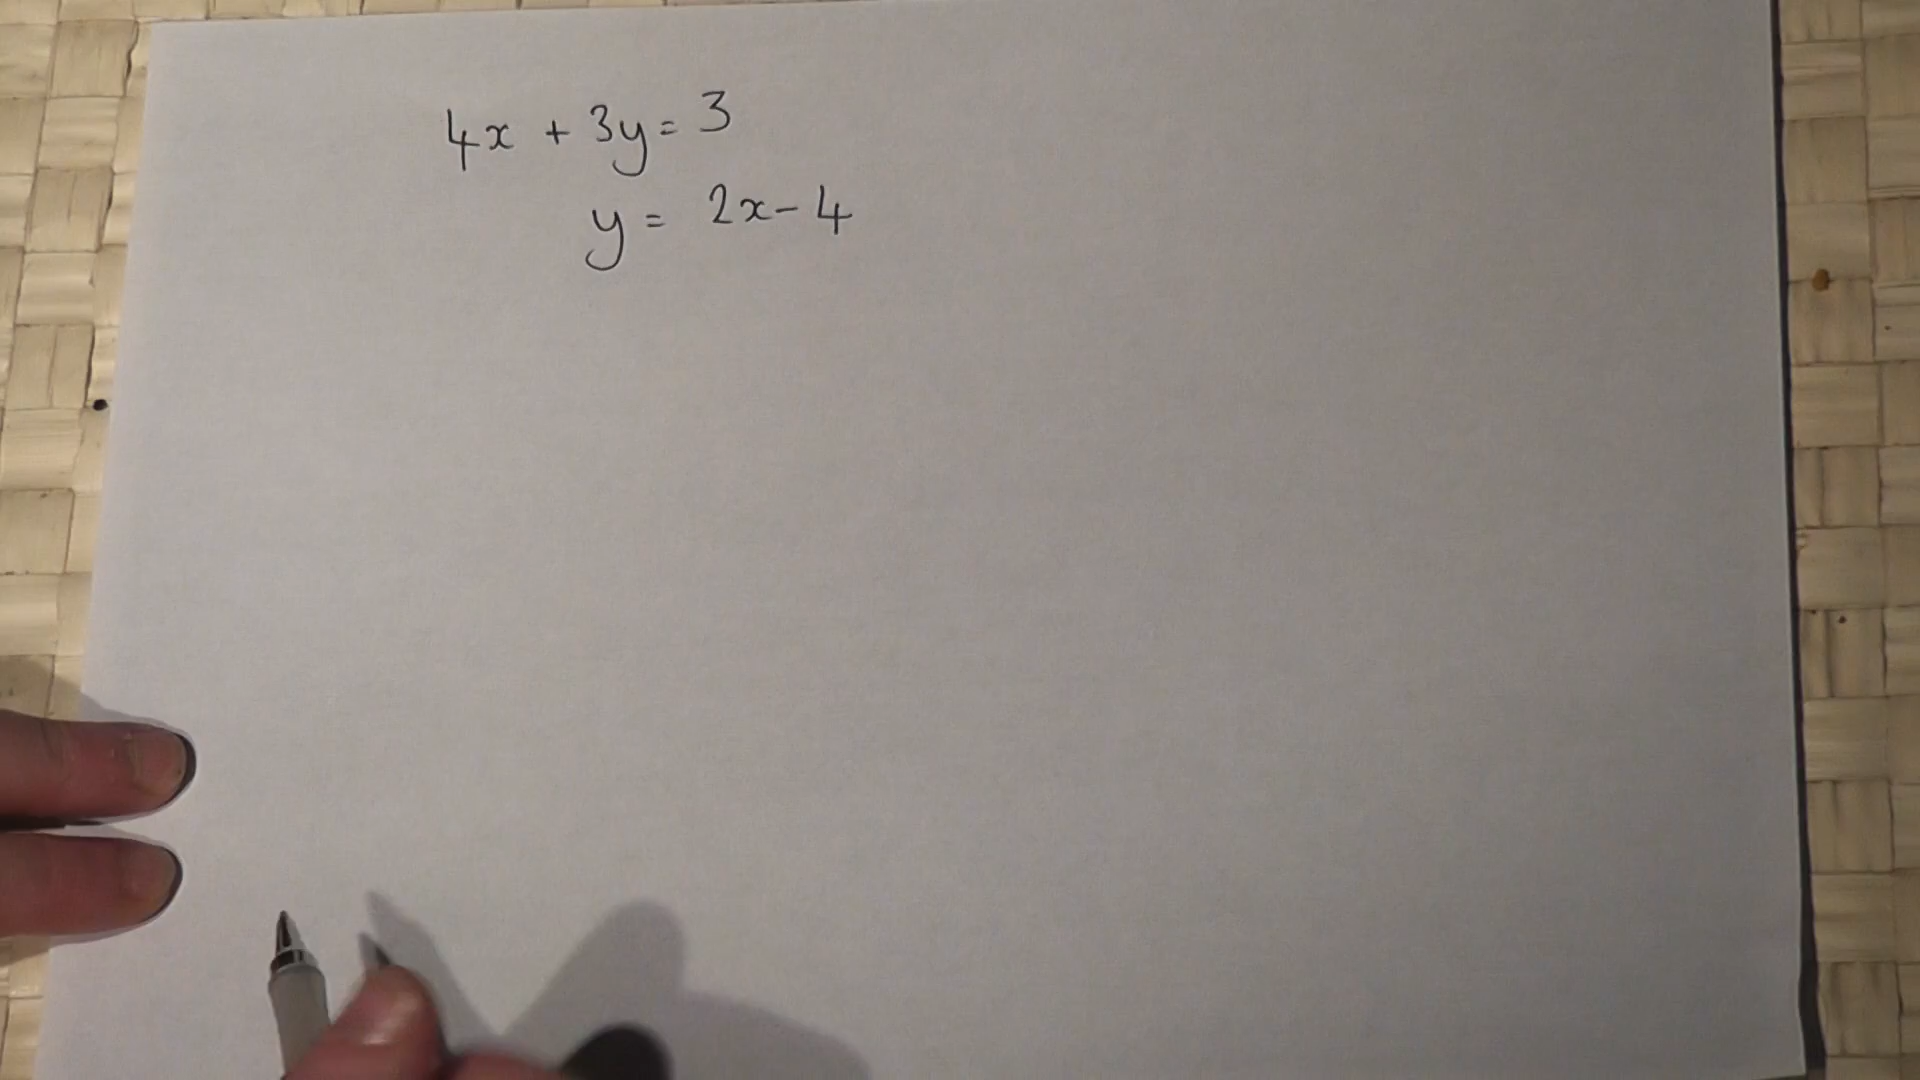 4x + 3y = 3
y = 2x - 4